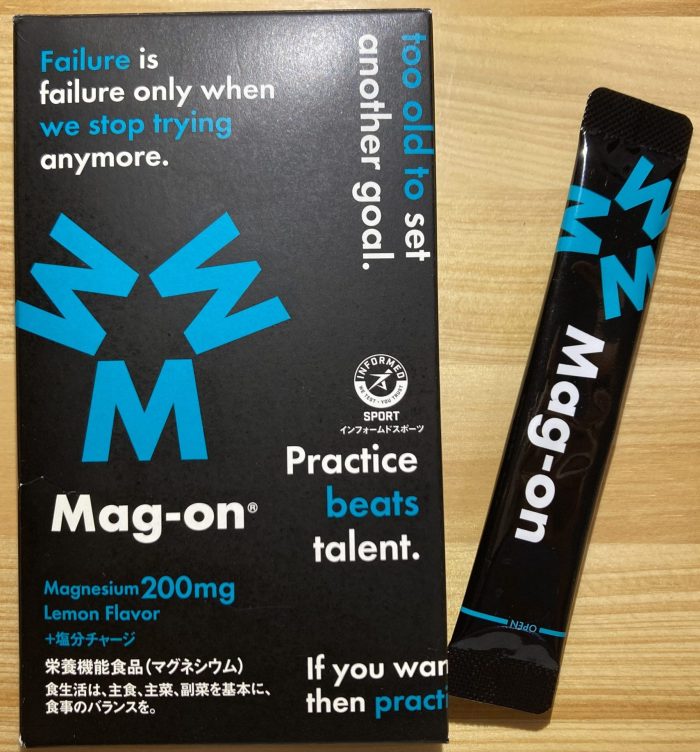 Failure is
failure only when
we stop trying
anymore.
too old to set
another goal.
M
M
M
Mag-on®
INFORMED
WE TEST • YOU TRUST
SPORT
インフォームドスポーツ
Practice
beats
talent.
Magnesium 200mg
Lemon Flavor
+塩分チャージ
栄養機能食品(マグネシウム)
食生活は、主食、主菜、副菜を基本に、
食事のバランスを。
If you wan
then practi
M
M
M
Mag-on
OPEN